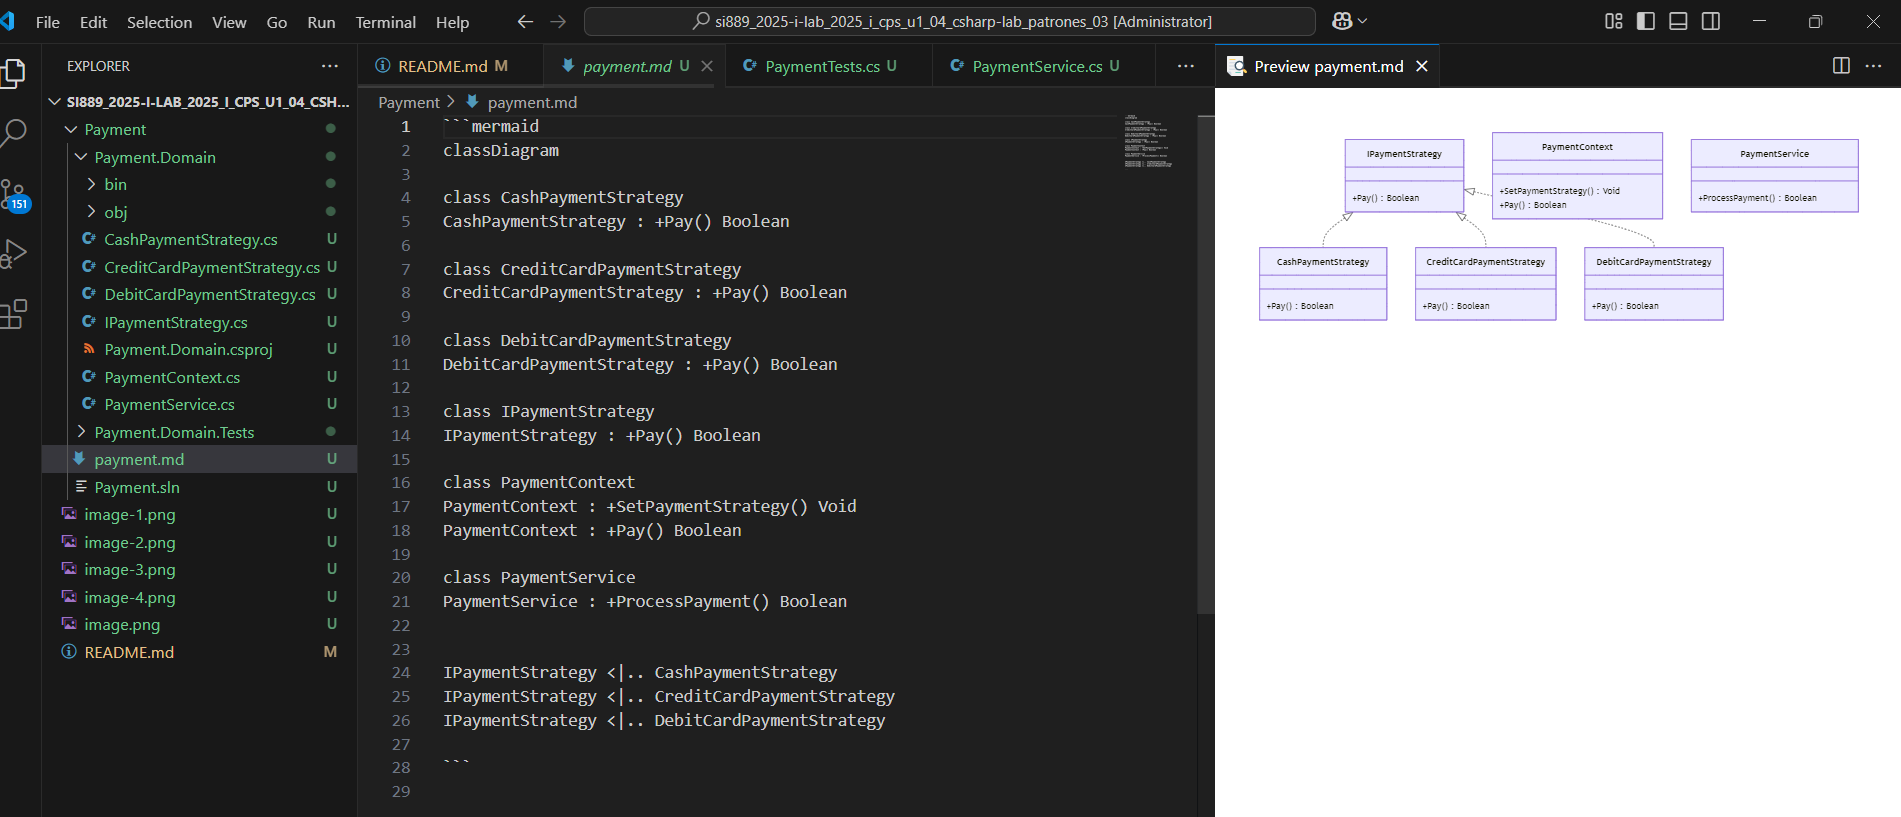 File Edit Selection View Go Run Terminal Help
si889_2025-i-lab_2025_i_cps_u1_04_csharp-lab_patrones_03 [Administrator]
EXPLORER
SI889_2025-I-LAB_2025_I_CPS_U1_04_CSH...
Payment
Payment.Domain
bin
obj
CashPaymentStrategy.cs U
CreditCardPaymentStrategy.cs U
DebitCardPaymentStrategy.cs U
IPaymentStrategy.cs U
Payment.Domain.csproj U
PaymentContext.cs U
PaymentService.cs U
Payment.Domain.Tests
payment.md U
Payment.sln U
image-1.png U
image-2.png U
image-3.png U
image-4.png U
image.png U
README.md M
151
README.md M
payment.md U
PaymentTests.cs U
PaymentService.cs U
Payment > payment.md
1 ```mermaid
2 classDiagram
3
4 class CashPaymentStrategy
5 CashPaymentStrategy : +Pay() Boolean
6
7 class CreditCardPaymentStrategy
8 CreditCardPaymentStrategy : +Pay() Boolean
9
10 class DebitCardPaymentStrategy
11 DebitCardPaymentStrategy : +Pay() Boolean
12
13 class IPaymentStrategy
14 IPaymentStrategy : +Pay() Boolean
15
16 class PaymentContext
17 PaymentContext : +SetPaymentStrategy() Void
18 PaymentContext : +Pay() Boolean
19
20 class PaymentService
21 PaymentService : +ProcessPayment() Boolean
22
23
24 IPaymentStrategy <|.. CashPaymentStrategy
25 IPaymentStrategy <|.. CreditCardPaymentStrategy
26 IPaymentStrategy <|.. DebitCardPaymentStrategy
27
28 ```
29
Preview payment.md
IPaymentStrategy
+Pay() : Boolean
PaymentContext
+SetPaymentStrategy() : Void
+Pay() : Boolean
PaymentService
+ProcessPayment() : Boolean
CashPaymentStrategy
+Pay() : Boolean
CreditCardPaymentStrategy
+Pay() : Boolean
DebitCardPaymentStrategy
+Pay() : Boolean